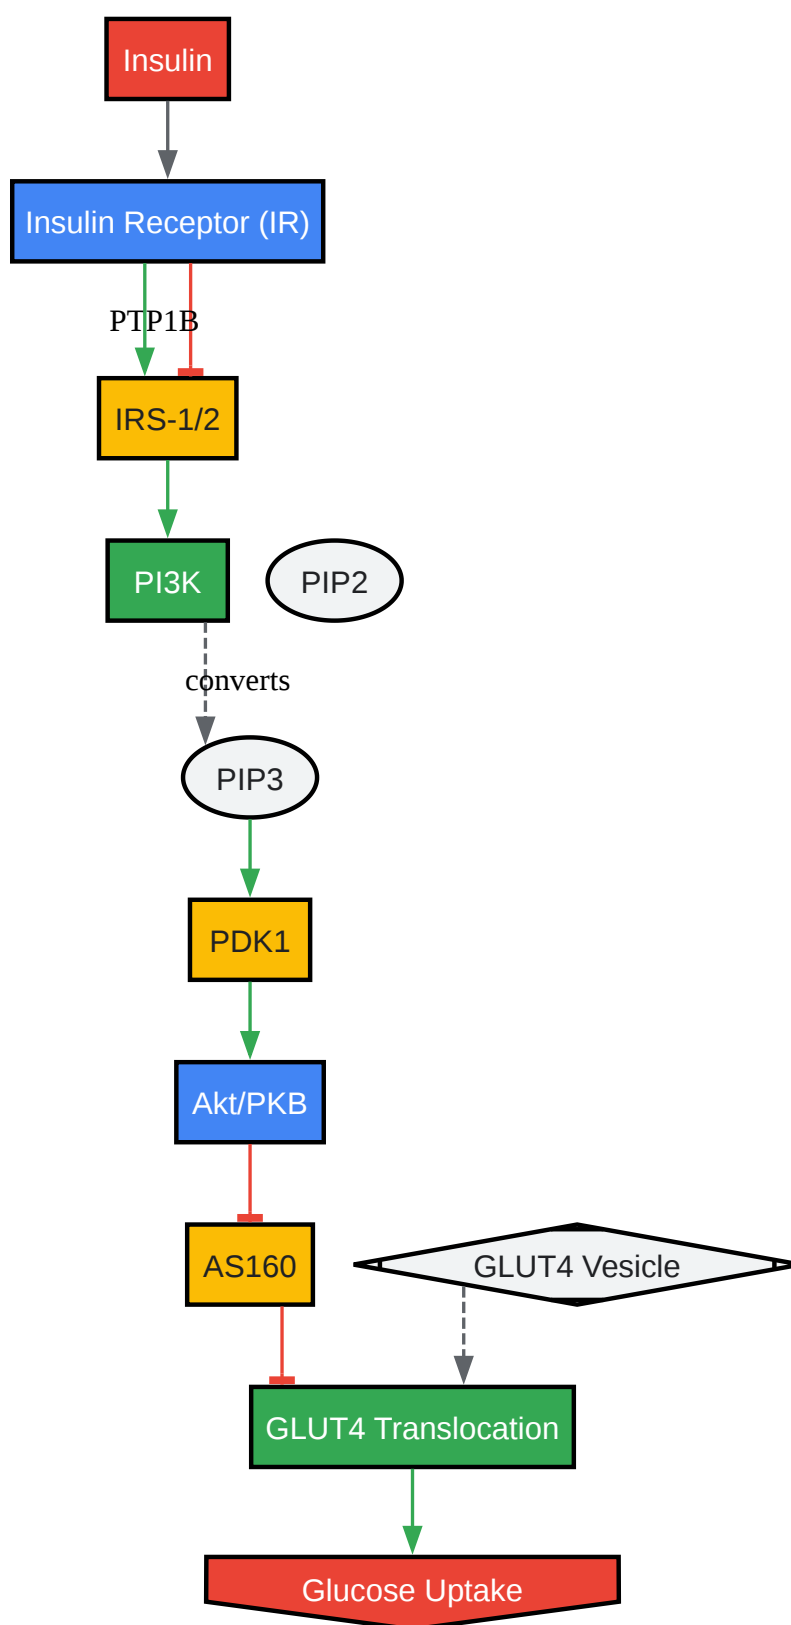 Insulin
Insulin Receptor (IR)
PTP1B
IRS-1/2
PI3K
PIP2
converts
PIP3
PDK1
Akt/PKB
AS160
GLUT4 Vesicle
GLUT4 Translocation
Glucose Uptake